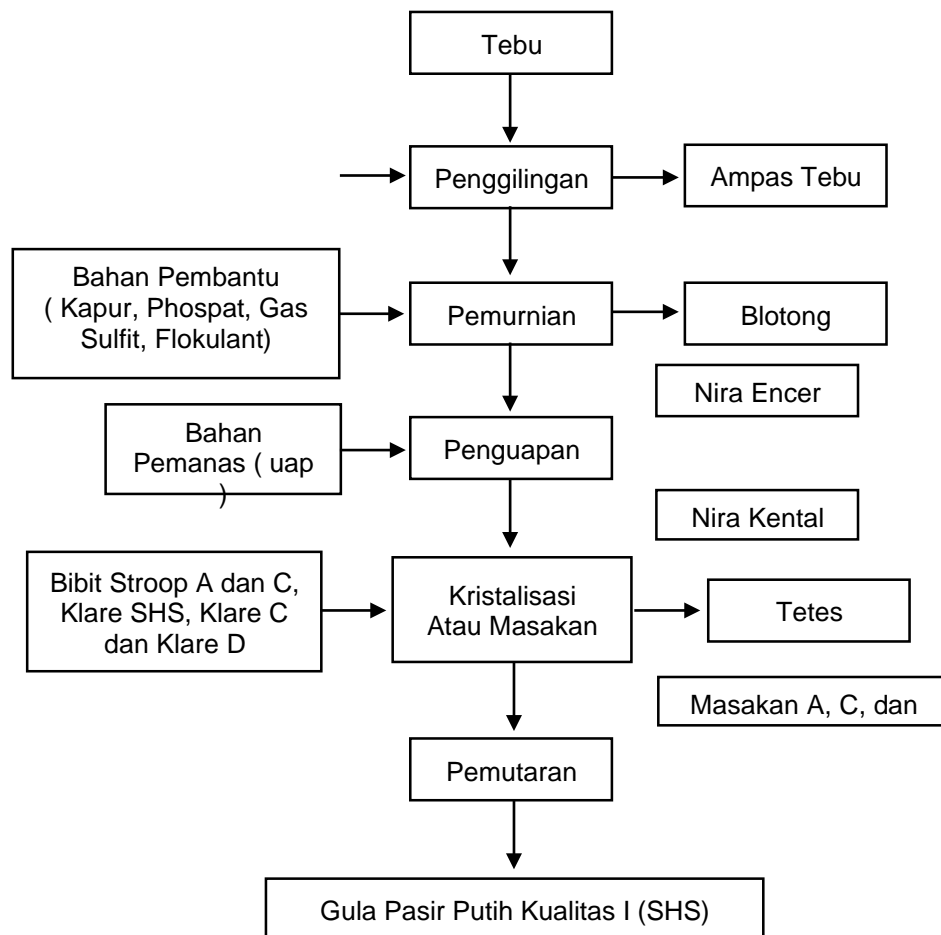 Tebu
Penggilingan
Ampas Tebu
Bahan Pembantu
( Kapur, Phospat, Gas
Sulfit, Flokulant)
Pemurnian
Blotong
Nira Encer
Bahan
Pemanas ( uap
)
Penguapan
Nira Kental
Bibit Stroop A dan C,
Klare SHS, Klare C
dan Klare D
Kristalisasi
Atau Masakan
Tetes
Masakan A, C, dan
Pemutaran
Gula Pasir Putih Kualitas I (SHS)